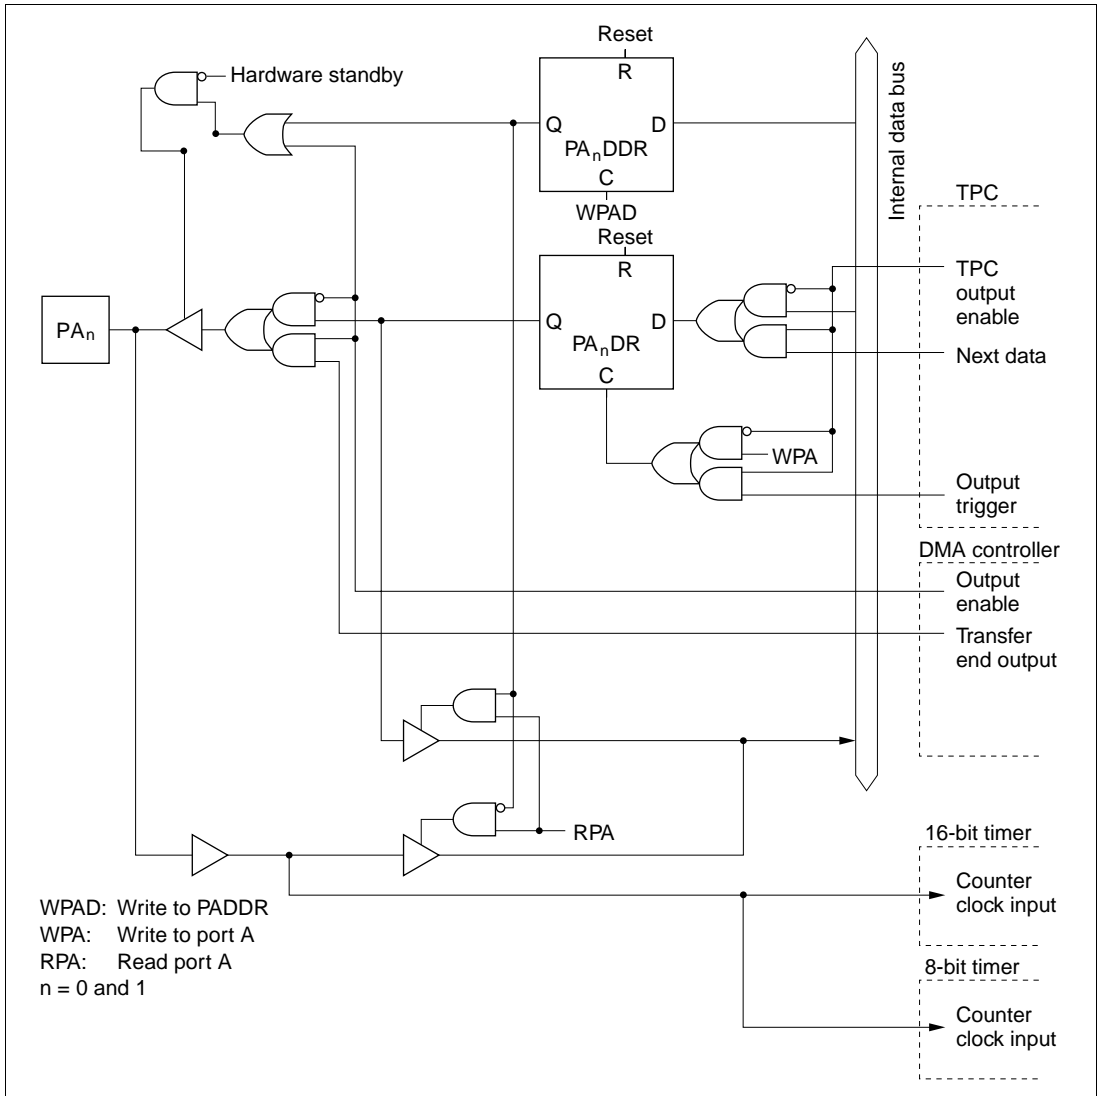 Reset
Hardware standby
R
Q
D
PAnDDR
C
WPAD
Internal data bus
TPC
Reset
R
Q
D
PAnDR
C
TPC
output
enable
Next data
PAn
WPA
Output
trigger
DMA controller
Output
enable
Transfer
end output
RPA
16-bit timer
Counter
clock input
8-bit timer
Counter
clock input
WPAD: Write to PADDR
WPA: Write to port A
RPA: Read port A
n = 0 and 1